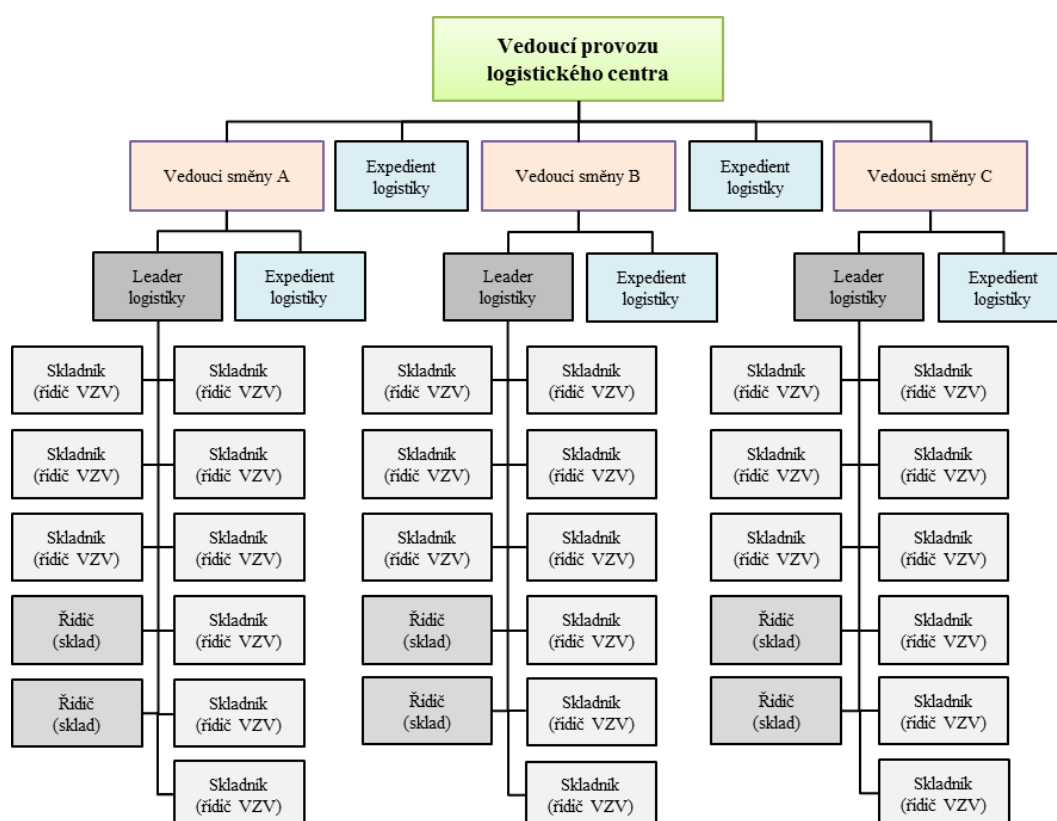 Vedoucí provozu
logistického centra
Vedouci směny A
Expedient
logistiky
Vedouci směny B
Expedient
logistiky
Vedouci směny C
Leader
logistiky
Expedient
logistiky
Leader
logistiky
Expedient
logistiky
Leader
logistiky
Expedient
logistiky
Skladník
(řidič VZV)
Skladník
(řidič VZV)
Skladník
(řidič VZV)
Skladník
(řidič VZV)
Skladník
(řidič VZV)
Skladník
(řidič VZV)
Skladník
(řidič VZV)
Skladník
(řidič VZV)
Skladník
(řidič VZV)
Skladník
(řidič VZV)
Skladník
(řidič VZV)
Skladník
(řidič VZV)
Skladník
(řidič VZV)
Skladník
(řidič VZV)
Skladník
(řidič VZV)
Skladník
(řidič VZV)
Skladník
(řidič VZV)
Skladník
(řidič VZV)
Řidič
(sklad)
Skladník
(řidič VZV)
Řidič
(sklad)
Skladník
(řidič VZV)
Řidič
(sklad)
Skladník
(řidič VZV)
Řidič
(sklad)
Skladník
(řidič VZV)
Řidič
(sklad)
Skladník
(řidič VZV)
Řidič
(sklad)
Skladník
(řidič VZV)
Skladník
(řidič VZV)
Skladník
(řidič VZV)
Skladník
(řidič VZV)